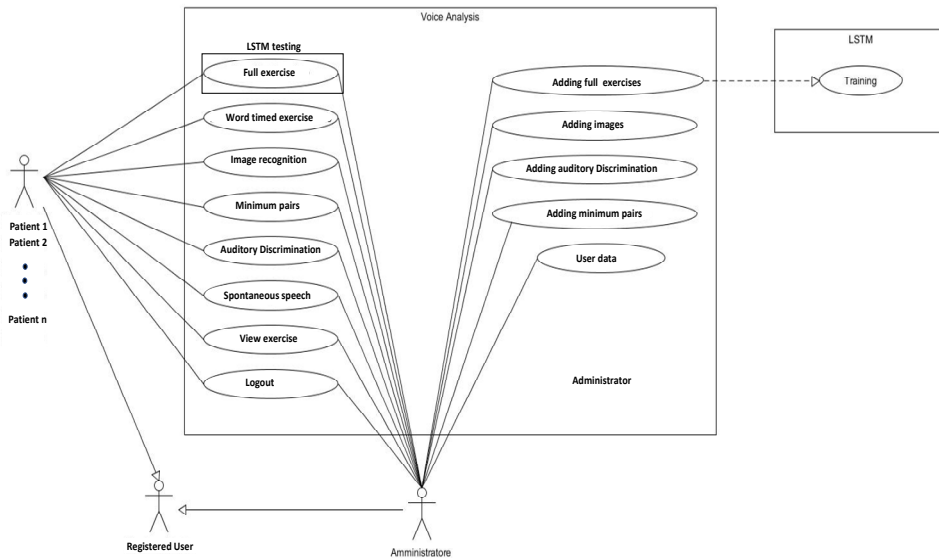 Voice Analysis
LSTM testing
Full exercise
Word timed exercise
Image recognition
Minimum pairs
Auditory Discrimination
Spontaneous speech
View exercise
Logout
Adding full exercises
Adding images
Adding auditory Discrimination
Adding minimum pairs
User data
Administrator
LSTM
Training
Patient 1
Patient 2
Patient n
Registered User
Amministratore